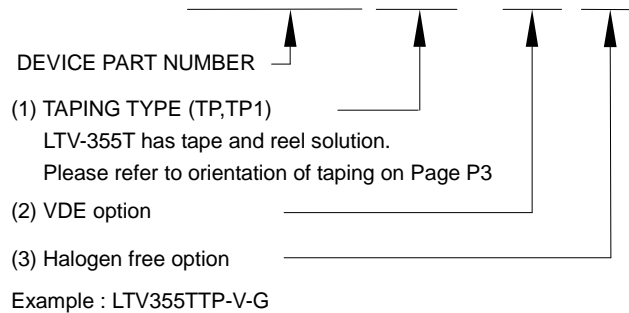 DEVICE PART NUMBER
(1) TAPING TYPE (TP,TP1)
LTV-355T has tape and reel solution.
Please refer to orientation of taping on Page P3
(2) VDE option
(3) Halogen free option
Example : LTV355TTP-V-G